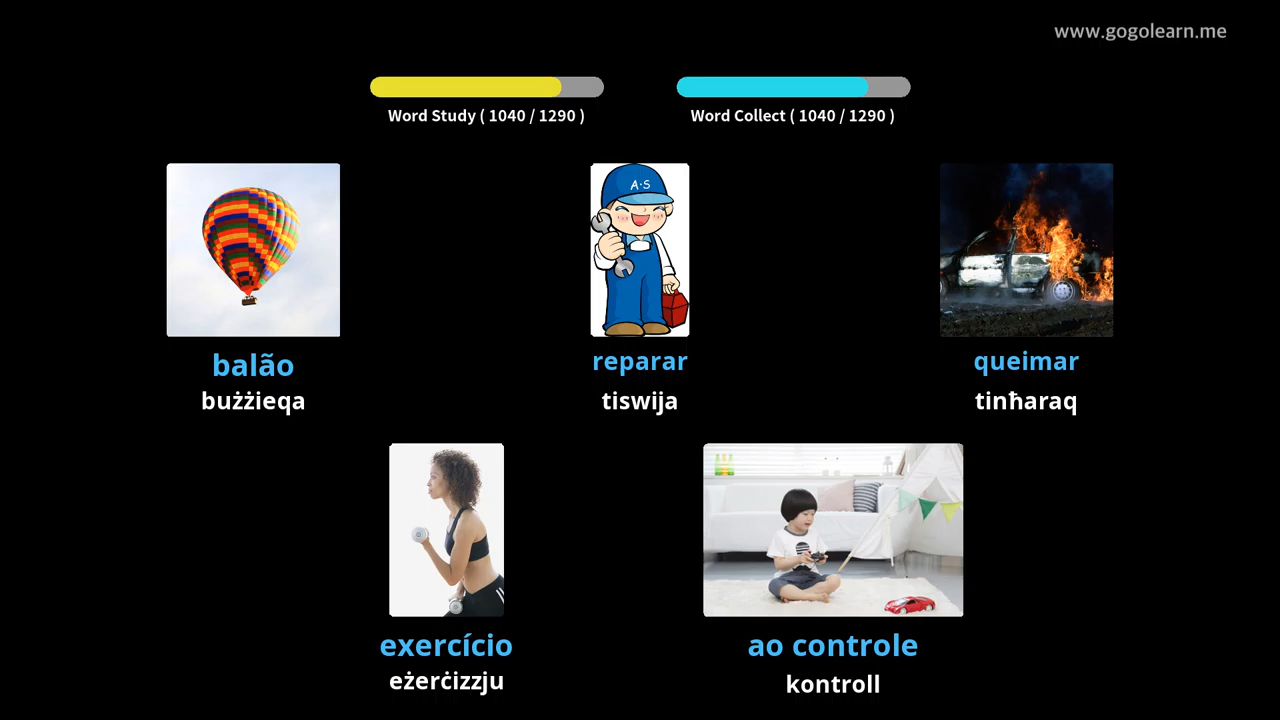 www.gogolearn.me
Word Study ( 1040 / 1290 )
Word Collect ( 1040 / 1290 )
A·S
balão
reparar
queimar
bużżieqa
tiswija
tinħaraq
exercício
ao controle
eżerċizzju
kontroll